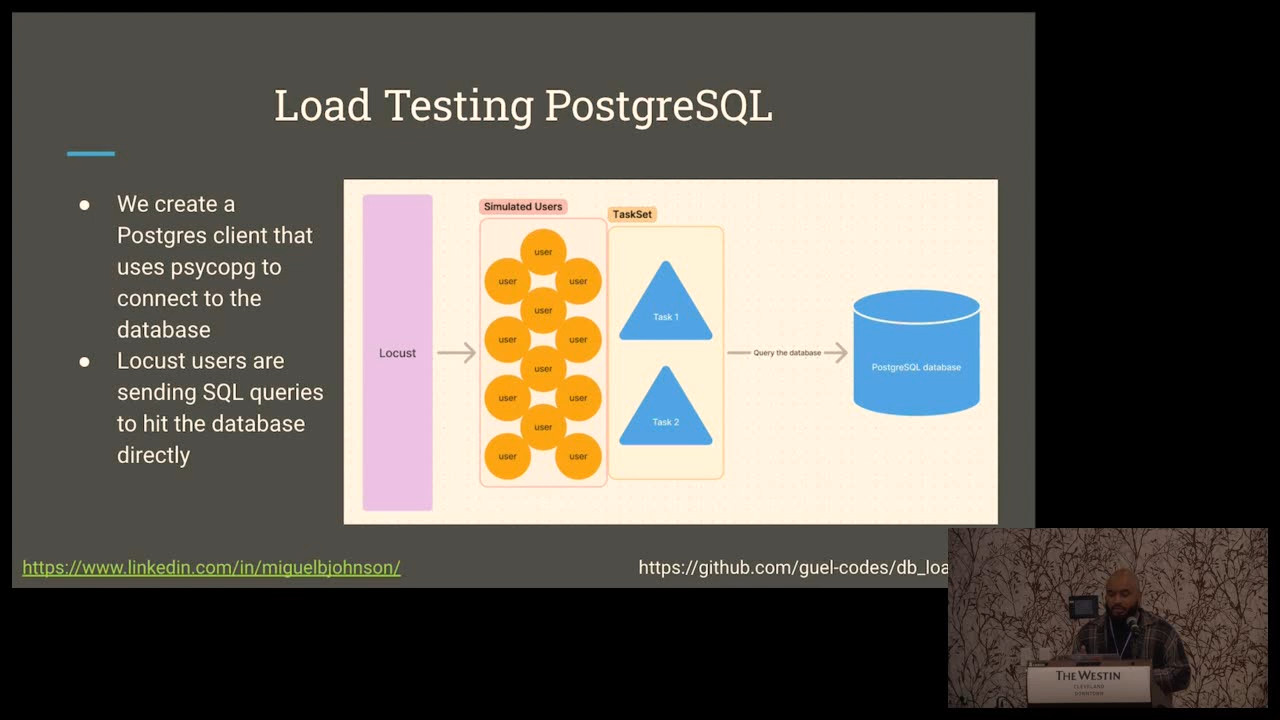 Load Testing PostgreSQL
● We create a
Postgres client that
uses psycopg to
connect to the
database
● Locust users are
sending SQL queries
to hit the database
directly
Locust
Simulated Users
user
user
user
user
user
user
user
user
user
user
user
user
TaskSet
Task 1
Task 2
Query the database
PostgreSQL database
https://www.linkedin.com/in/miguelbjohnson/
https://github.com/guel-codes/db_loa
THE WESTIN
CLEVELAND
DOWNTOWN